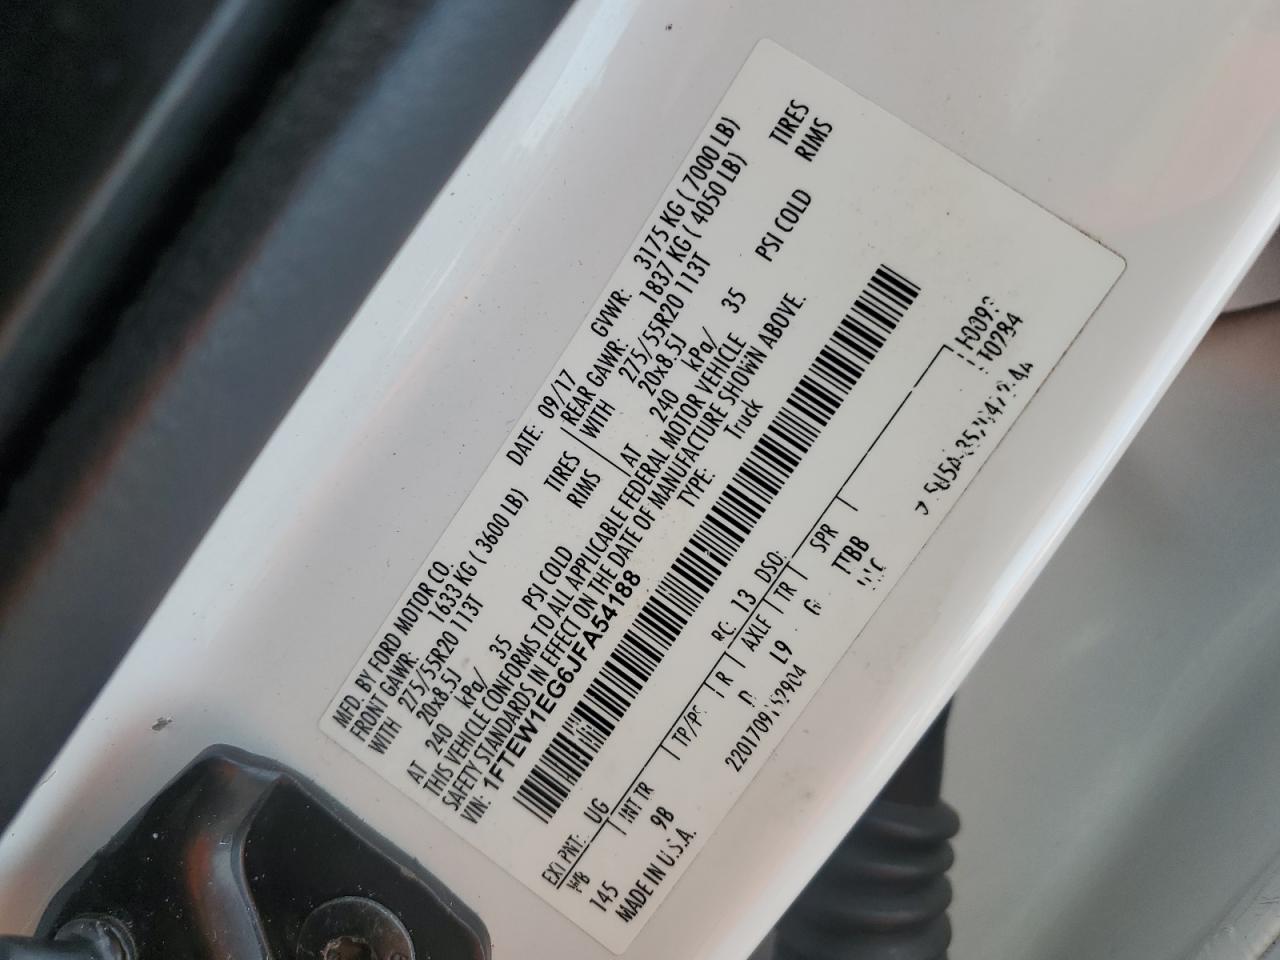 MFD. BY FORD MOTOR CO.
DATE: 09/17 GVWR: 3175 KG ( 7000 LB)
FRONT GAWR: 1633 KG ( 3600 LB) REAR GAWR: 1837 KG ( 4050 LB)
WITH 275/55R20 113T TIRES WITH 275/55R20 113T TIRES
20x8.5J RIMS 20x8.5J RIMS
AT 240 kPa/ 35 PSI COLD AT 240 kPa/ 35 PSI COLD
THIS VEHICLE CONFORMS TO ALL APPLICABLE FEDERAL MOTOR VEHICLE
SAFETY STANDARDS IN EFFECT ON THE DATE OF MANUFACTURE SHOWN ABOVE.
VIN: 1FTEW1EG6JFA54188 TYPE: Truck
EXT PNT: UG RC: 13 DSO:
WB INT TR TP/PS R AXLE TR SPR
145 9B L9 TTBB
MADE IN U.S.A.